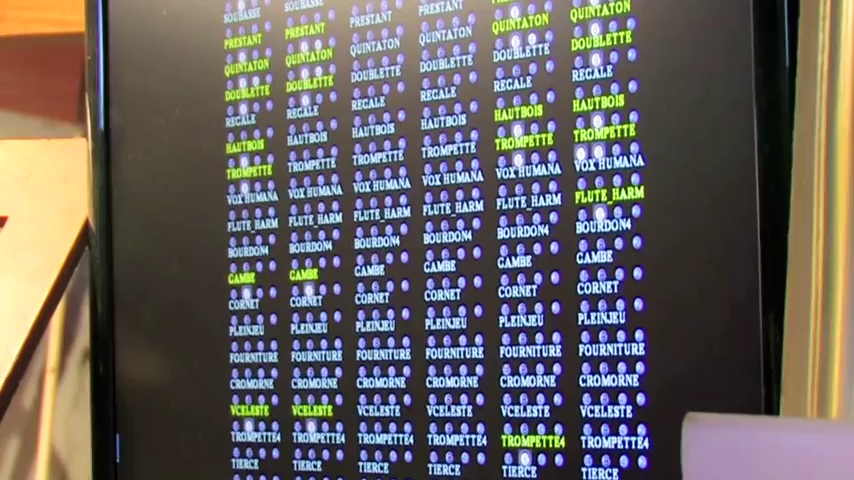 SOUBASSE SOUBASSE PRESTANT PRESTANT QUINTATON QUINTATON
PRESTANT PRESTANT QUINTATON QUINTATON DOUBLETTE DOUBLETTE
QUINTATON QUINTATON DOUBLETTE DOUBLETTE REGALE REGALE
DOUBLETTE DOUBLETTE REGALE REGALE HAUTBOIS HAUTBOIS
REGALE REGALE HAUTBOIS HAUTBOIS TROMPETTE TROMPETTE
HAUTBOIS HAUTBOIS TROMPETTE TROMPETTE VOX HUMANA VOX HUMANA
TROMPETTE TROMPETTE VOX HUMANA VOX HUMANA FLUTE_HARM FLUTE_HARM
VOX HUMANA VOX HUMANA FLUTE_HARM FLUTE_HARM BOURDON4 BOURDON4
FLUTE_HARM FLUTE_HARM BOURDON4 BOURDON4 GAMBE GAMBE
BOURDON4 BOURDON4 GAMBE GAMBE CORNET CORNET
GAMBE GAMBE CORNET CORNET PLEINJEU PLEINJEU
CORNET CORNET PLEINJEU PLEINJEU FOURNITURE FOURNITURE
PLEINJEU PLEINJEU FOURNITURE FOURNITURE CROMORNE CROMORNE
FOURNITURE FOURNITURE CROMORNE CROMORNE VCELESTE VCELESTE
CROMORNE CROMORNE VCELESTE VCELESTE TROMPETTE4 TROMPETTE4
VCELESTE VCELESTE TROMPETTE4 TROMPETTE4 TIERCE TIERCE
TROMPETTE4 TROMPETTE4 TIERCE TIERCE
TIERCE TIERCE